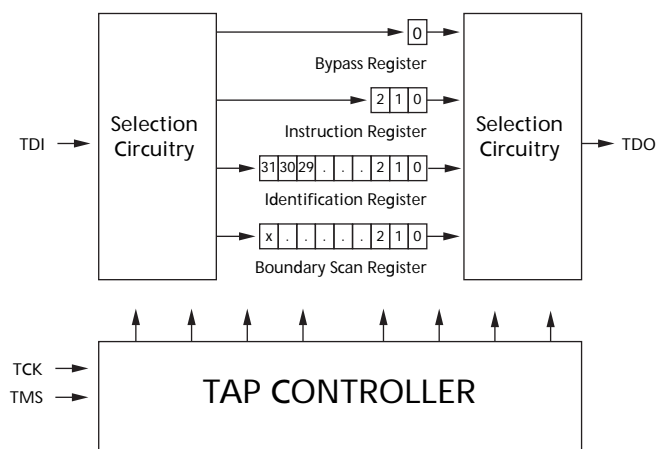 0
Bypass Register
2 1 0
Instruction Register
Selection
Circuitry
Selection
Circuitry
TDI
TDO
31 30 29 . . . 2 1 0
Identification Register
x . . . . . 2 1 0
Boundary Scan Register
TCK
TMS
TAP CONTROLLER